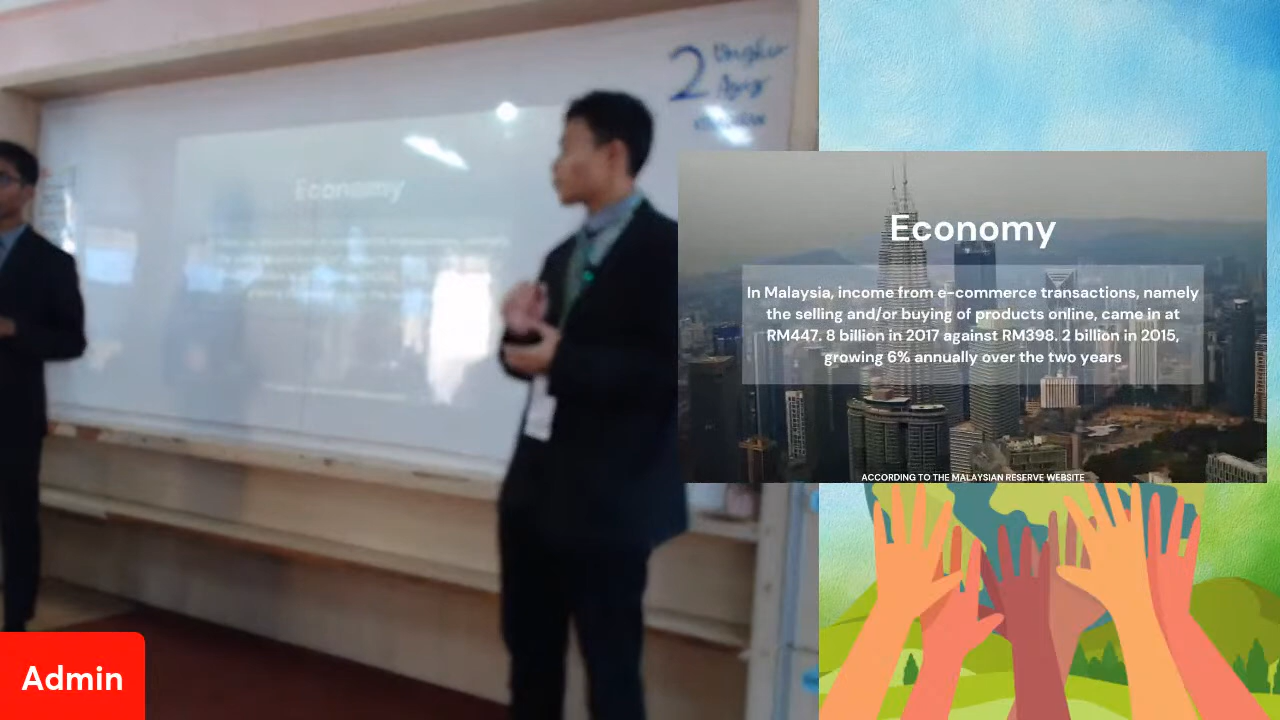 2 Ungku
Economy
Economy
In Malaysia, income from e-commerce transactions, namely
the selling and/or buying of products online, came in at
RM447. 8 billion in 2017 against RM398. 2 billion in 2015,
growing 6% annually over the two years
ACCORDING TO THE MALAYSIAN RESERVE WEBSITE
Admin